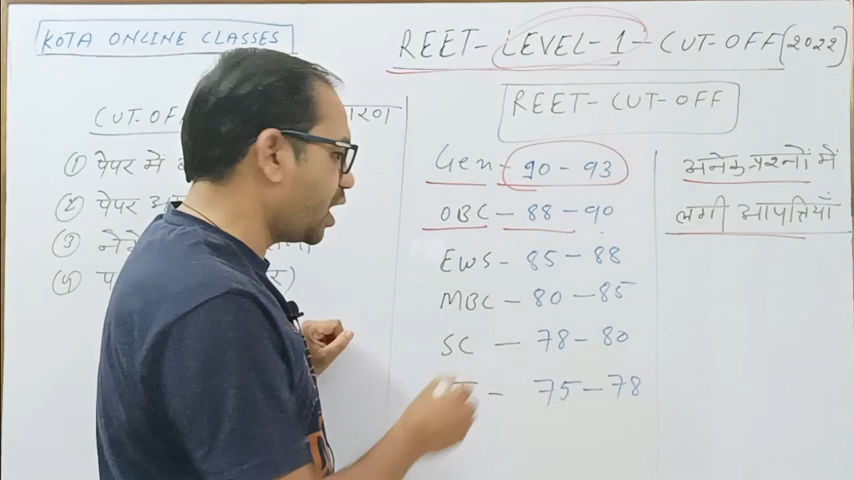 KOTA ONLINE CLASSES
REET-LEVEL-1-CUT-OFF(2022)
CUT-OFF
① पेपर में
② पेपर
③
④
REET-CUT-OFF
Gen-90-93
OBC-88-90
EWS-85-88
MBC-80-85
SC-78-80
-75-78
अनेक प्रश्नों में
लगी आपत्तियाँ